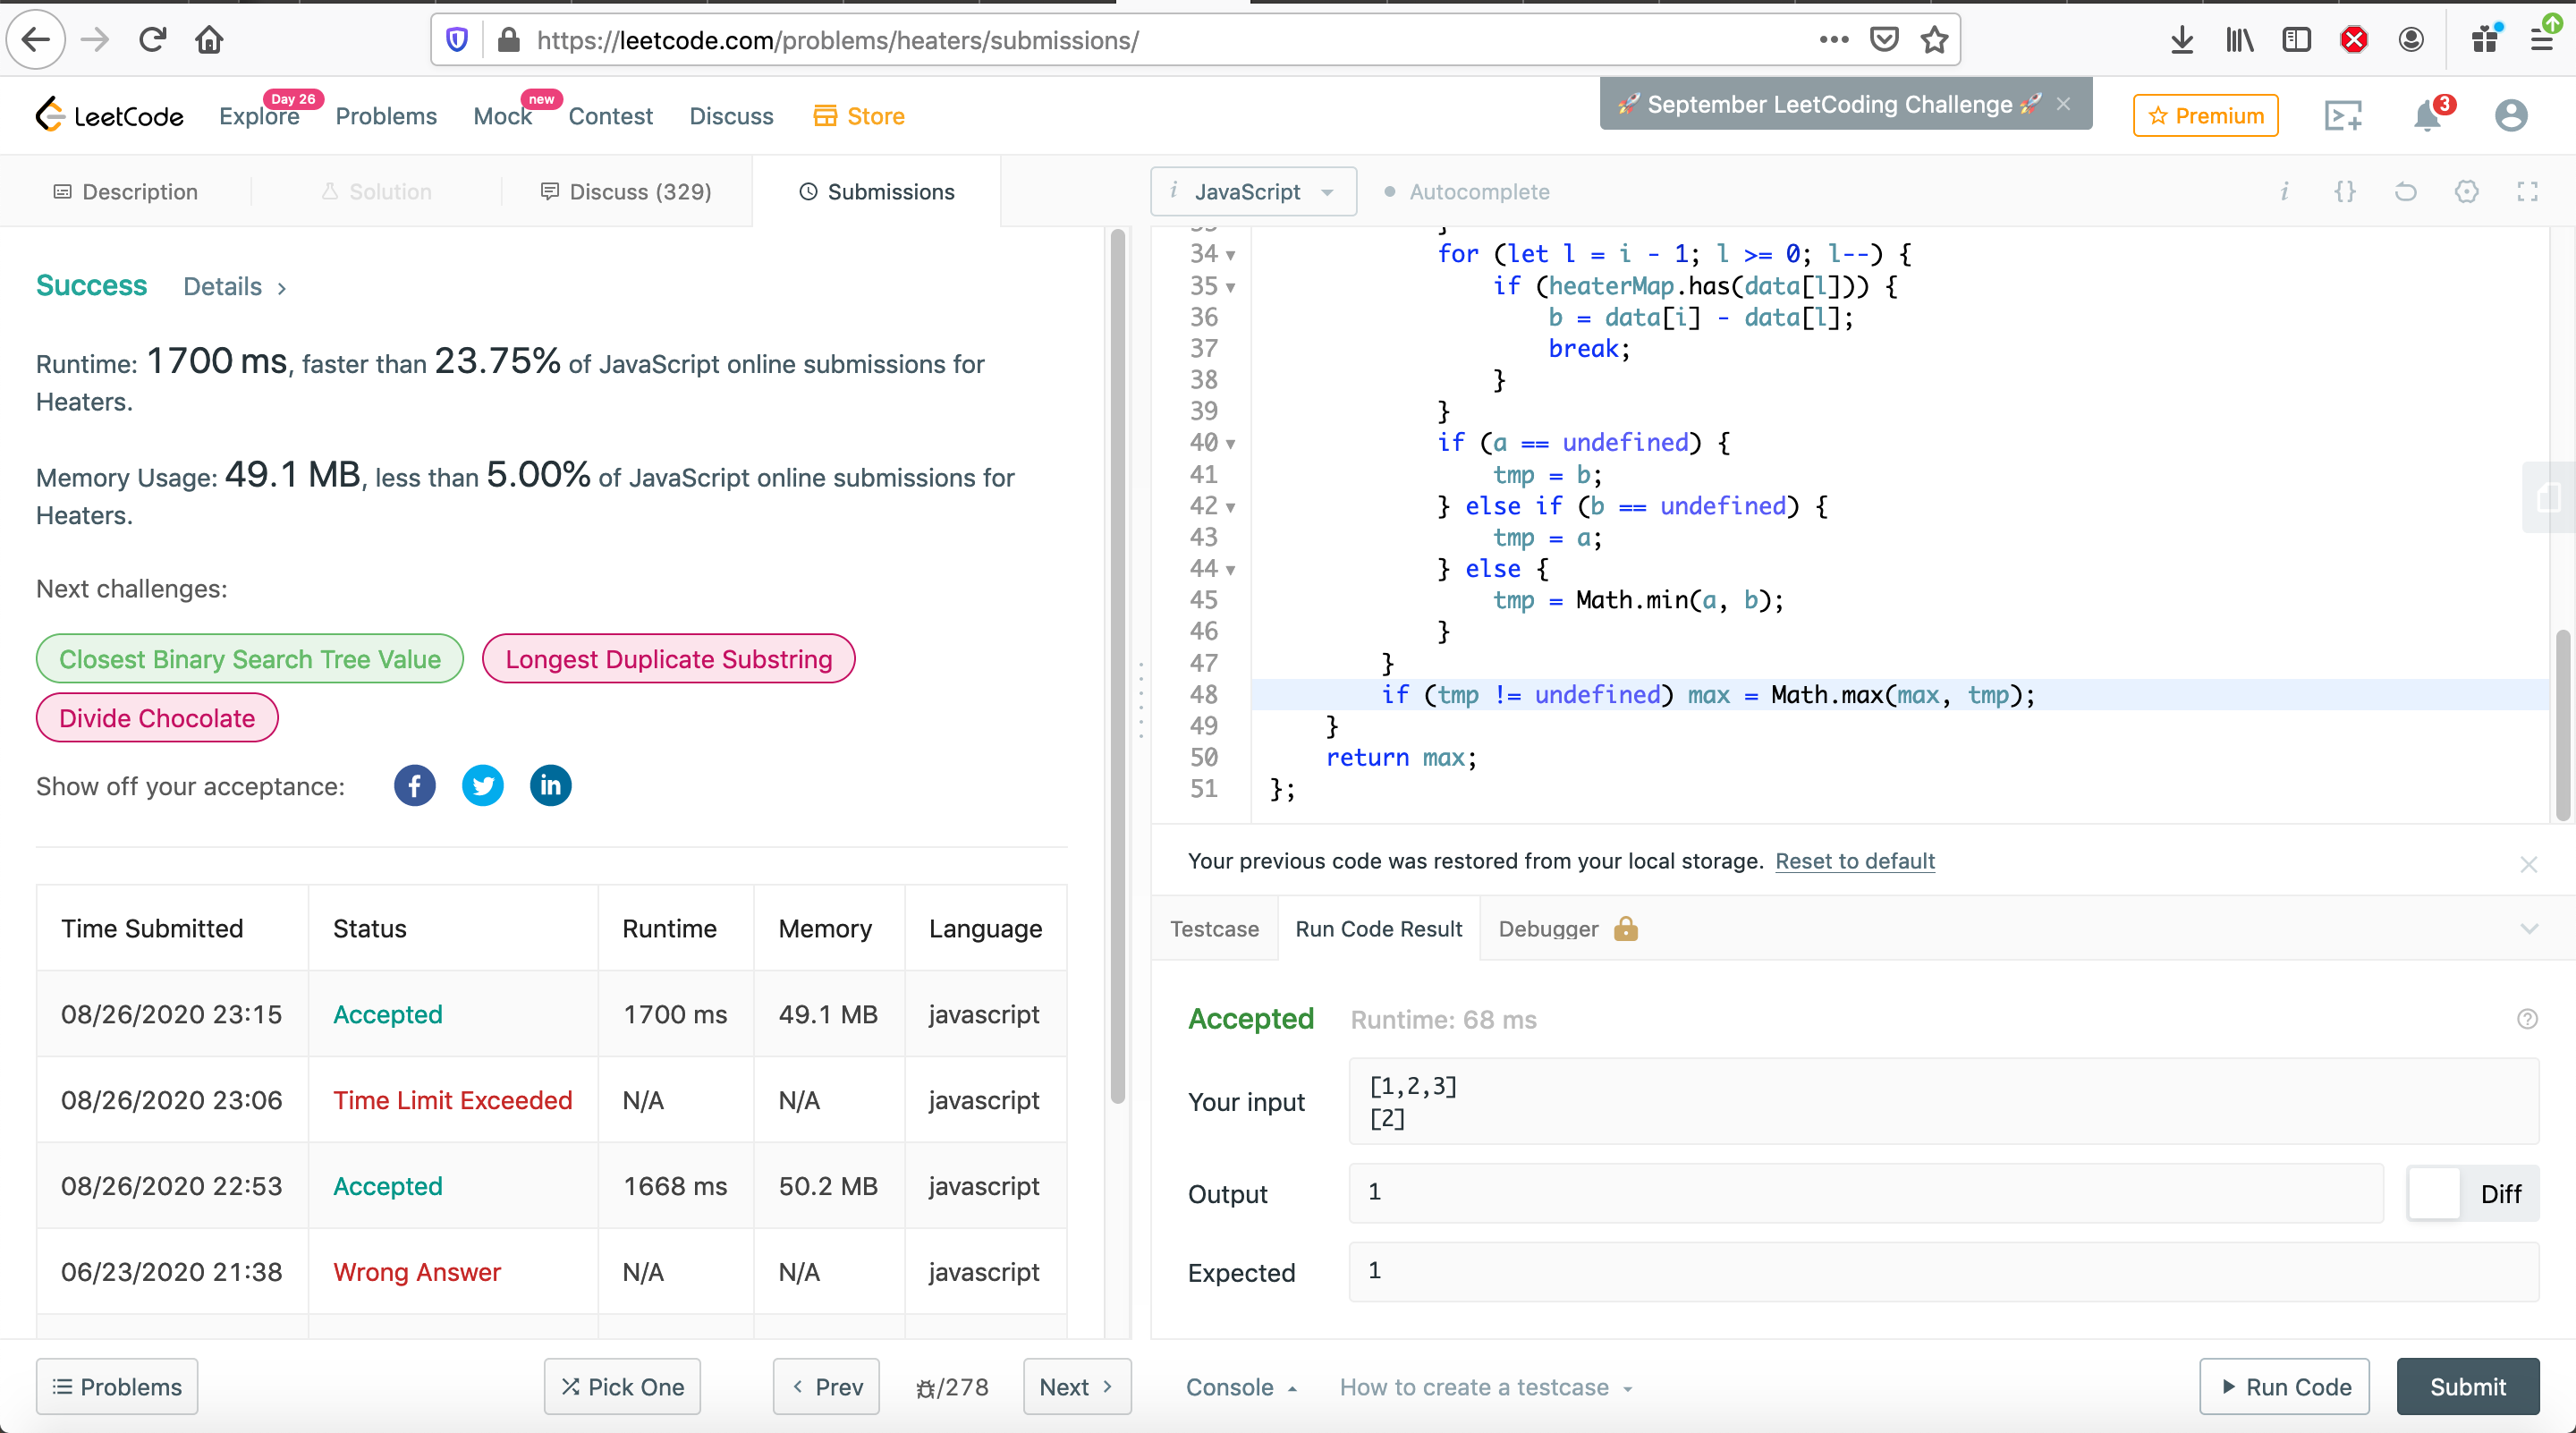 https://leetcode.com/problems/heaters/submissions/
LeetCode
Explore
Day 26
Problems
Mock
new
Contest
Discuss
Store
🚀 September LeetCoding Challenge 🚀
Premium
3
Description
Solution
Discuss (329)
Submissions
Success Details >
Runtime: 1700 ms, faster than 23.75% of JavaScript online submissions for
Heaters.
Memory Usage: 49.1 MB, less than 5.00% of JavaScript online submissions for
Heaters.
Next challenges:
Closest Binary Search Tree Value
Longest Duplicate Substring
Divide Chocolate
Show off your acceptance:
Time Submitted Status Runtime Memory Language
08/26/2020 23:15 Accepted 1700 ms 49.1 MB javascript
08/26/2020 23:06 Time Limit Exceeded N/A N/A javascript
08/26/2020 22:53 Accepted 1668 ms 50.2 MB javascript
06/23/2020 21:38 Wrong Answer N/A N/A javascript
Problems
Pick One
< Prev
/278
Next >
i JavaScript
Autocomplete
34 for (let l = i - 1; l >= 0; l--) {
35 if (heaterMap.has(data[l])) {
36 b = data[i] - data[l];
37 break;
38 }
39 }
40 if (a == undefined) {
41 tmp = b;
42 } else if (b == undefined) {
43 tmp = a;
44 } else {
45 tmp = Math.min(a, b);
46 }
47 }
48 if (tmp != undefined) max = Math.max(max, tmp);
49 }
50 return max;
51 };
Your previous code was restored from your local storage. Reset to default
Testcase
Run Code Result
Debugger
Accepted Runtime: 68 ms
Your input
[1,2,3]
[2]
Output
1
Diff
Expected
1
Console
How to create a testcase
Run Code
Submit